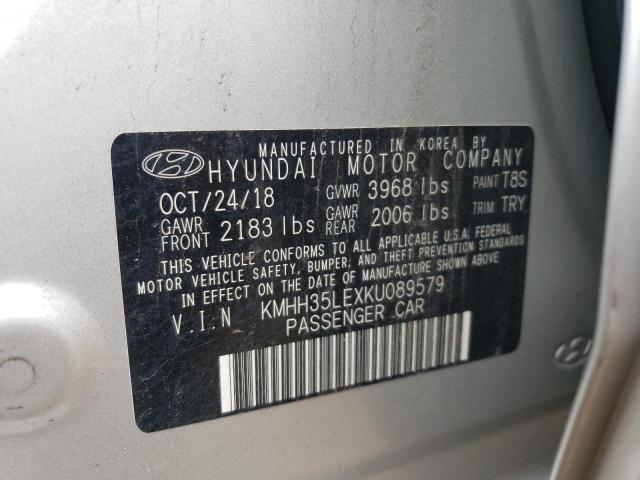 MANUFACTURED IN KOREA BY
HYUNDAI MOTOR COMPANY
OCT/24/18 GVWR 3968 lbs PAINT T8S
GAWR FRONT 2183 lbs GAWR REAR 2006 lbs TRIM TRY
THIS VEHICLE CONFORMS TO ALL APPLICABLE U.S.A. FEDERAL
MOTOR VEHICLE SAFETY, BUMPER, AND THEFT PREVENTION STANDARDS
IN EFFECT ON THE DATE OF MANUFACTURE SHOWN ABOVE.
V.I.N KMHH35LEXKU089579
PASSENGER CAR